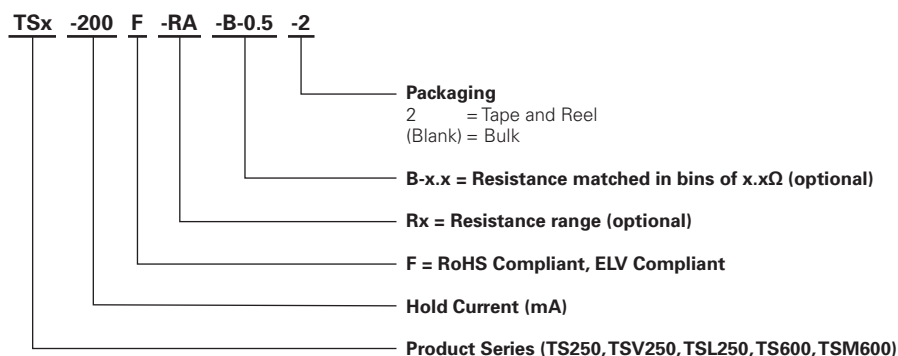 TSx -200 F -RA -B-0.5 -2
Packaging
2 = Tape and Reel
(Blank) = Bulk
B-x.x = Resistance matched in bins of x.xΩ (optional)
Rx = Resistance range (optional)
F = RoHS Compliant, ELV Compliant
Hold Current (mA)
Product Series (TS250, TSV250, TSL250, TS600, TSM600)